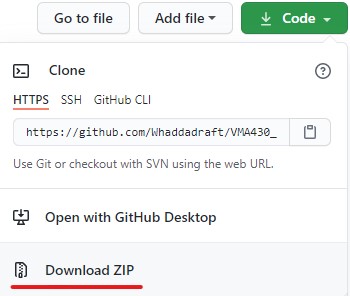 Go to file Add file Code
Clone
HTTPS SSH GitHub CLI
https://github.com/Whaddadraft/VMA430_
Use Git or checkout with SVN using the web URL.
Open with GitHub Desktop
Download ZIP